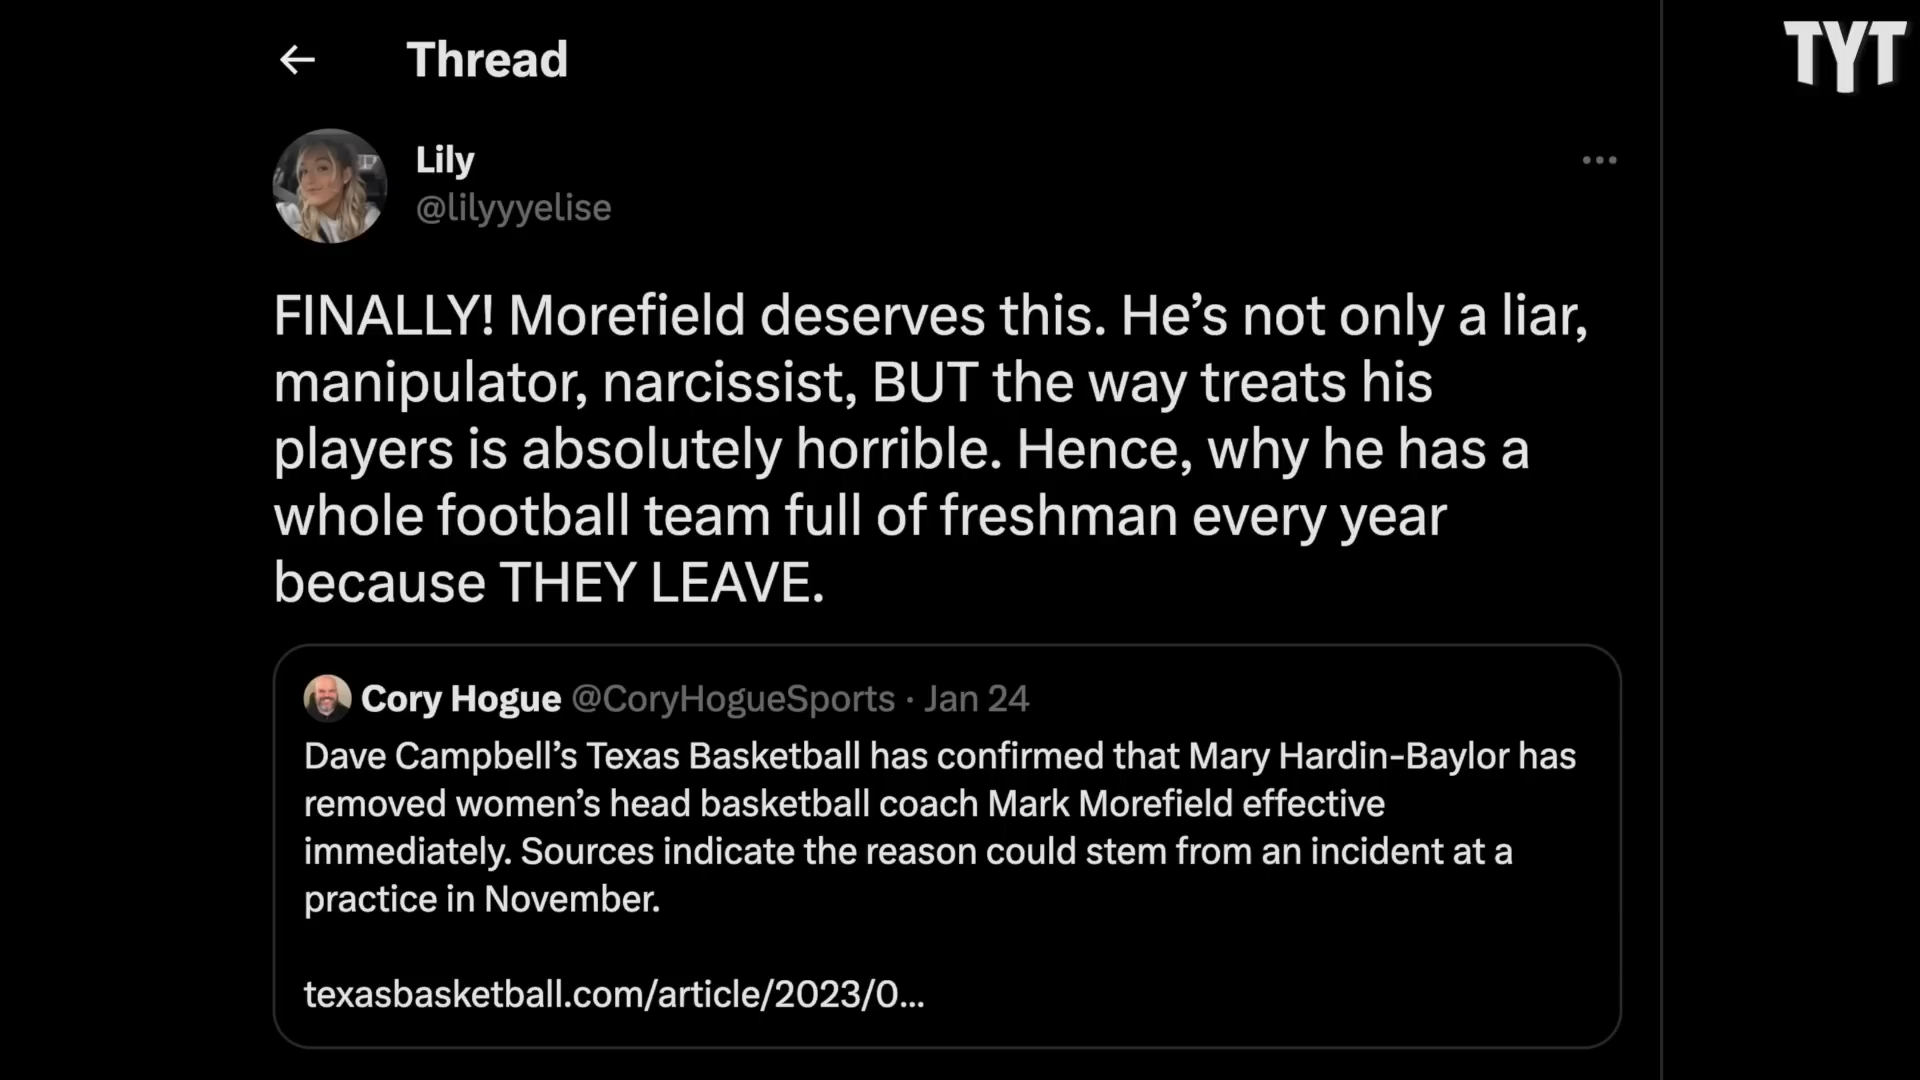 Thread
TYT
Lily
@lilyyyelise
FINALLY! Morefield deserves this. He's not only a liar,
manipulator, narcissist, BUT the way treats his
players is absolutely horrible. Hence, why he has a
whole football team full of freshman every year
because THEY LEAVE.
Cory Hogue @CoryHogueSports · Jan 24
Dave Campbell's Texas Basketball has confirmed that Mary Hardin-Baylor has
removed women's head basketball coach Mark Morefield effective
immediately. Sources indicate the reason could stem from an incident at a
practice in November.
texasbasketball.com/article/2023/0...